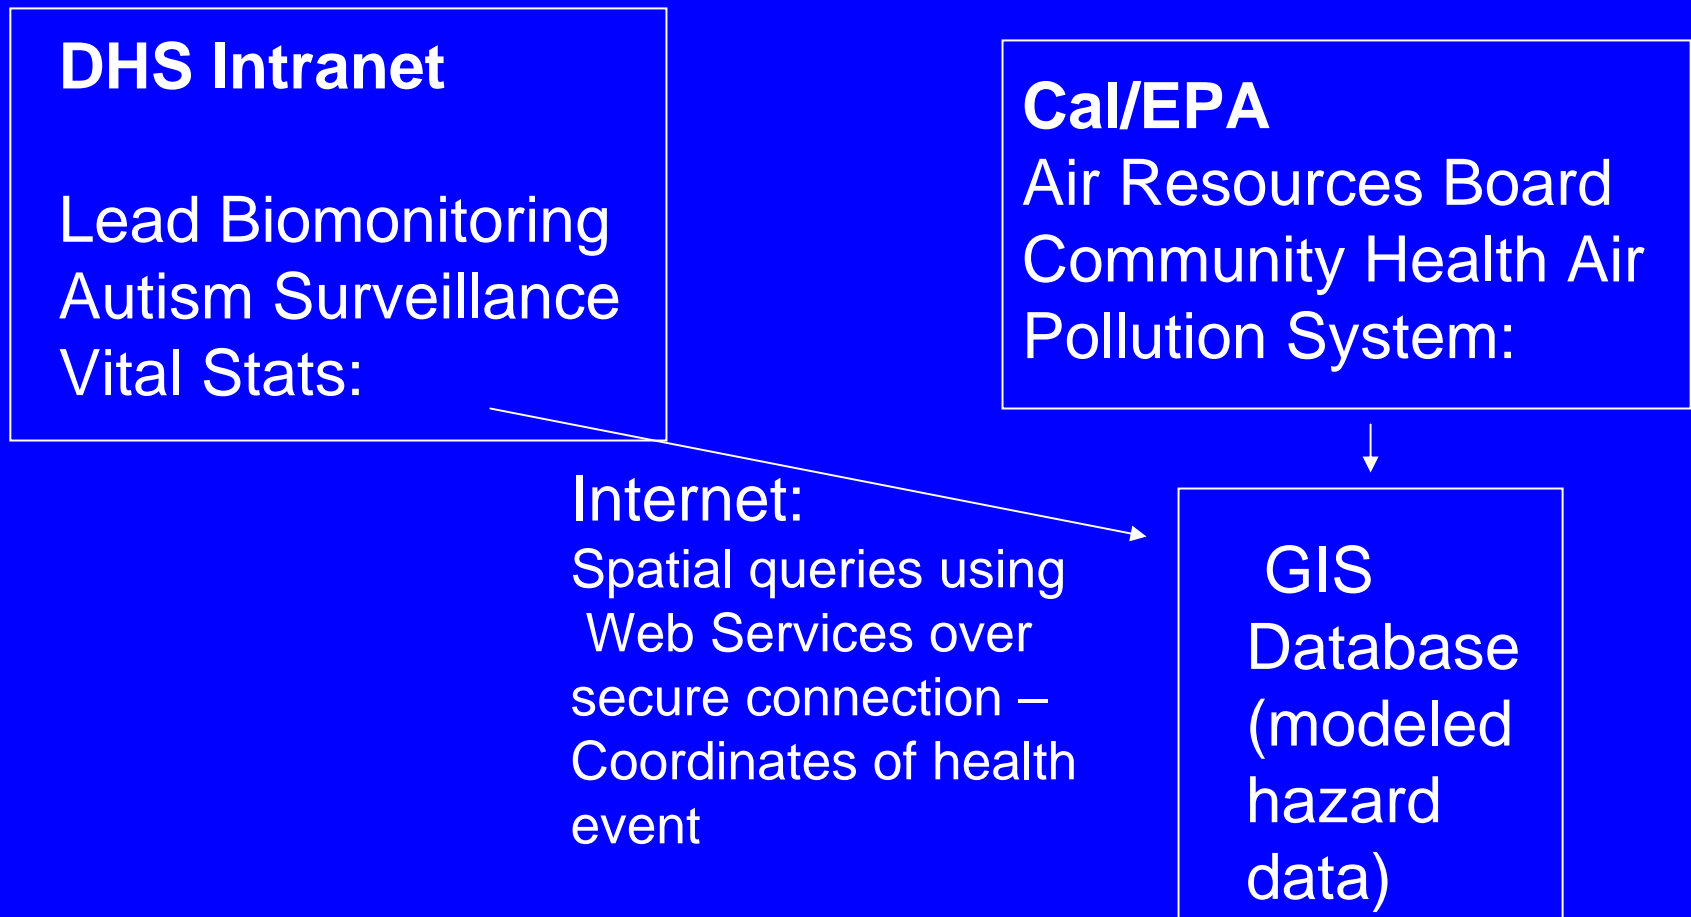 DHS Intranet
Lead Biomonitoring
Autism Surveillance
Vital Stats:
Cal/EPA
Air Resources Board
Community Health Air
Pollution System:
Internet:
Spatial queries using
Web Services over
secure connection –
Coordinates of health
event
GIS
Database
(modeled
hazard
data)